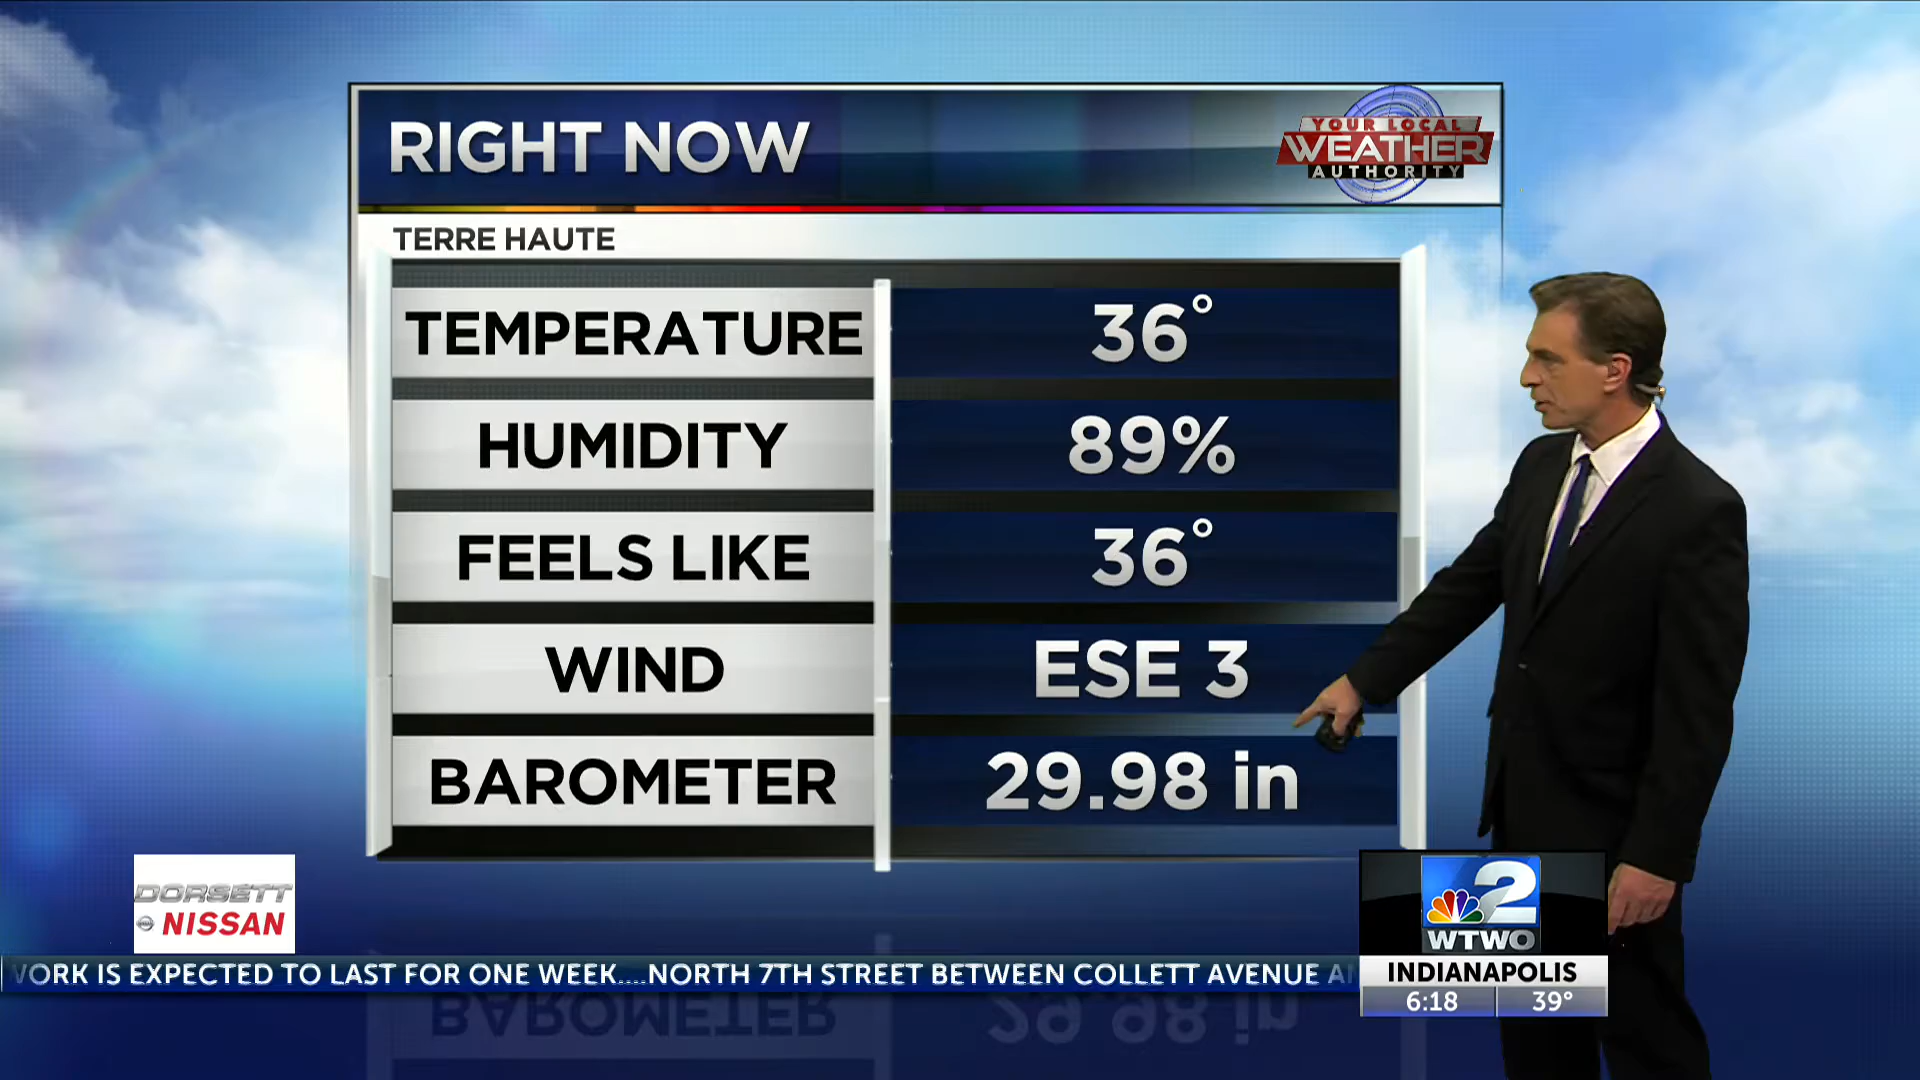 RIGHT NOW
YOUR LOCAL
WEATHER
AUTHORITY
TERRE HAUTE
TEMPERATURE 36°
HUMIDITY 89%
FEELS LIKE 36°
WIND ESE 3
BAROMETER 29.98 in
DORSETT
NISSAN
2
WTWO
WORK IS EXPECTED TO LAST FOR ONE WEEK....NORTH 7TH STREET BETWEEN COLLETT AVENUE
INDIANAPOLIS
6:18 39°